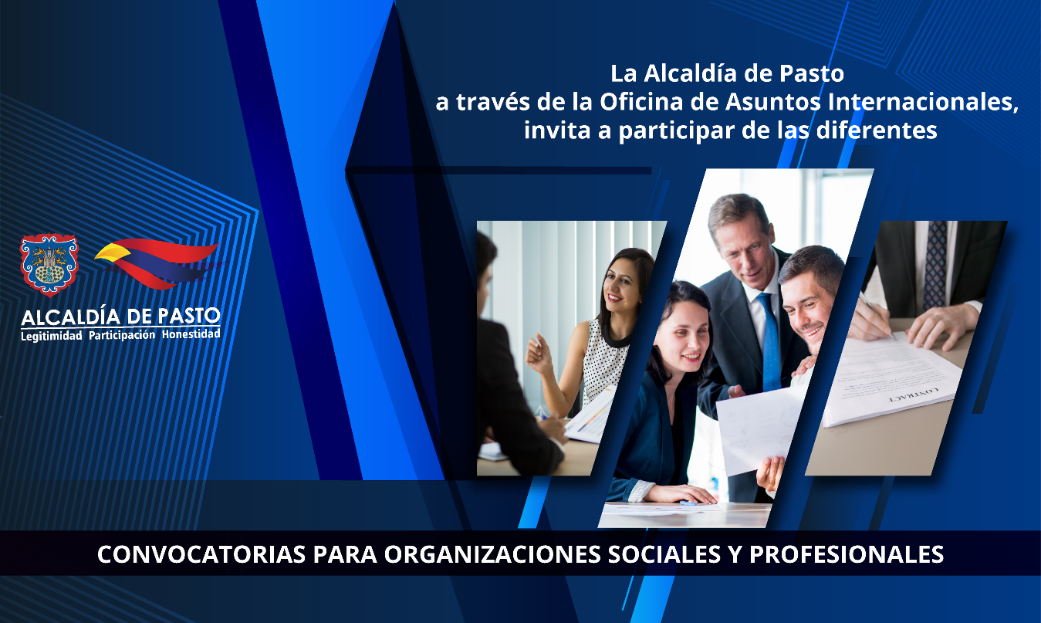 La Alcaldía de Pasto
a través de la Oficina de Asuntos Internacionales,
invita a participar de las diferentes
ALCALDÍA DE PASTO
Legitimidad Participación Honestidad
CONTRACT
CONVOCATORIAS PARA ORGANIZACIONES SOCIALES Y PROFESIONALES